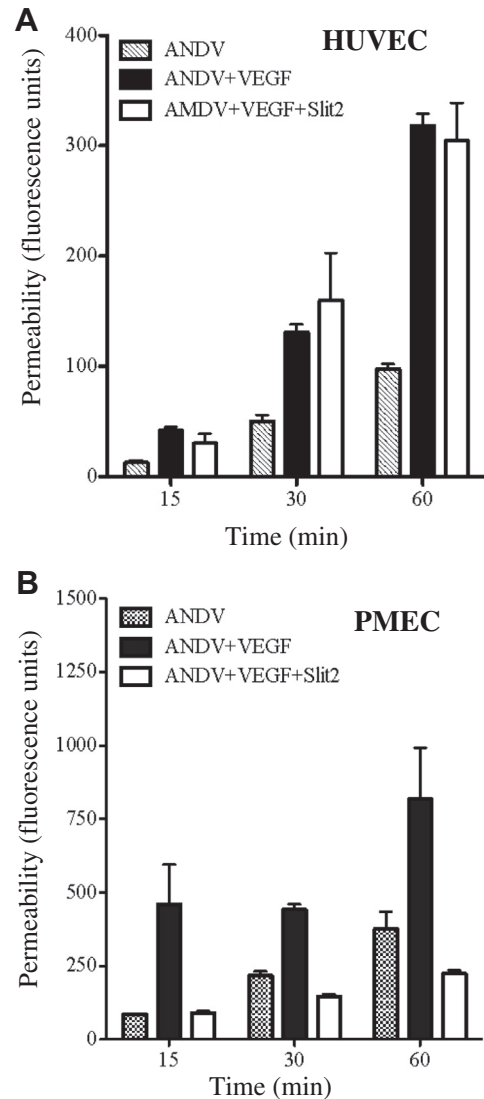 A
HUVEC
ANDV
ANDV+VEGF
AMDV+VEGF+Slit2
Permeability (fluorescence units)
400
300
200
100
0
15 30 60
Time (min)
B
PMEC
ANDV
ANDV+VEGF
ANDV+VEGF+Slit2
Permeability (fluorescence units)
1500
1250
1000
750
500
250
0
15 30 60
Time (min)